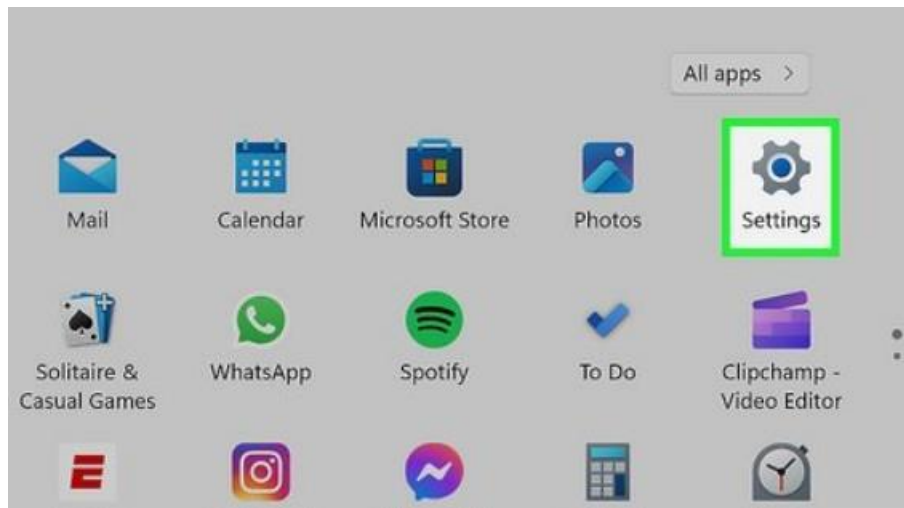 All apps >
Mail
Calendar
Microsoft Store
Photos
Settings
Solitaire &
Casual Games
WhatsApp
Spotify
To Do
Clipchamp -
Video Editor
E